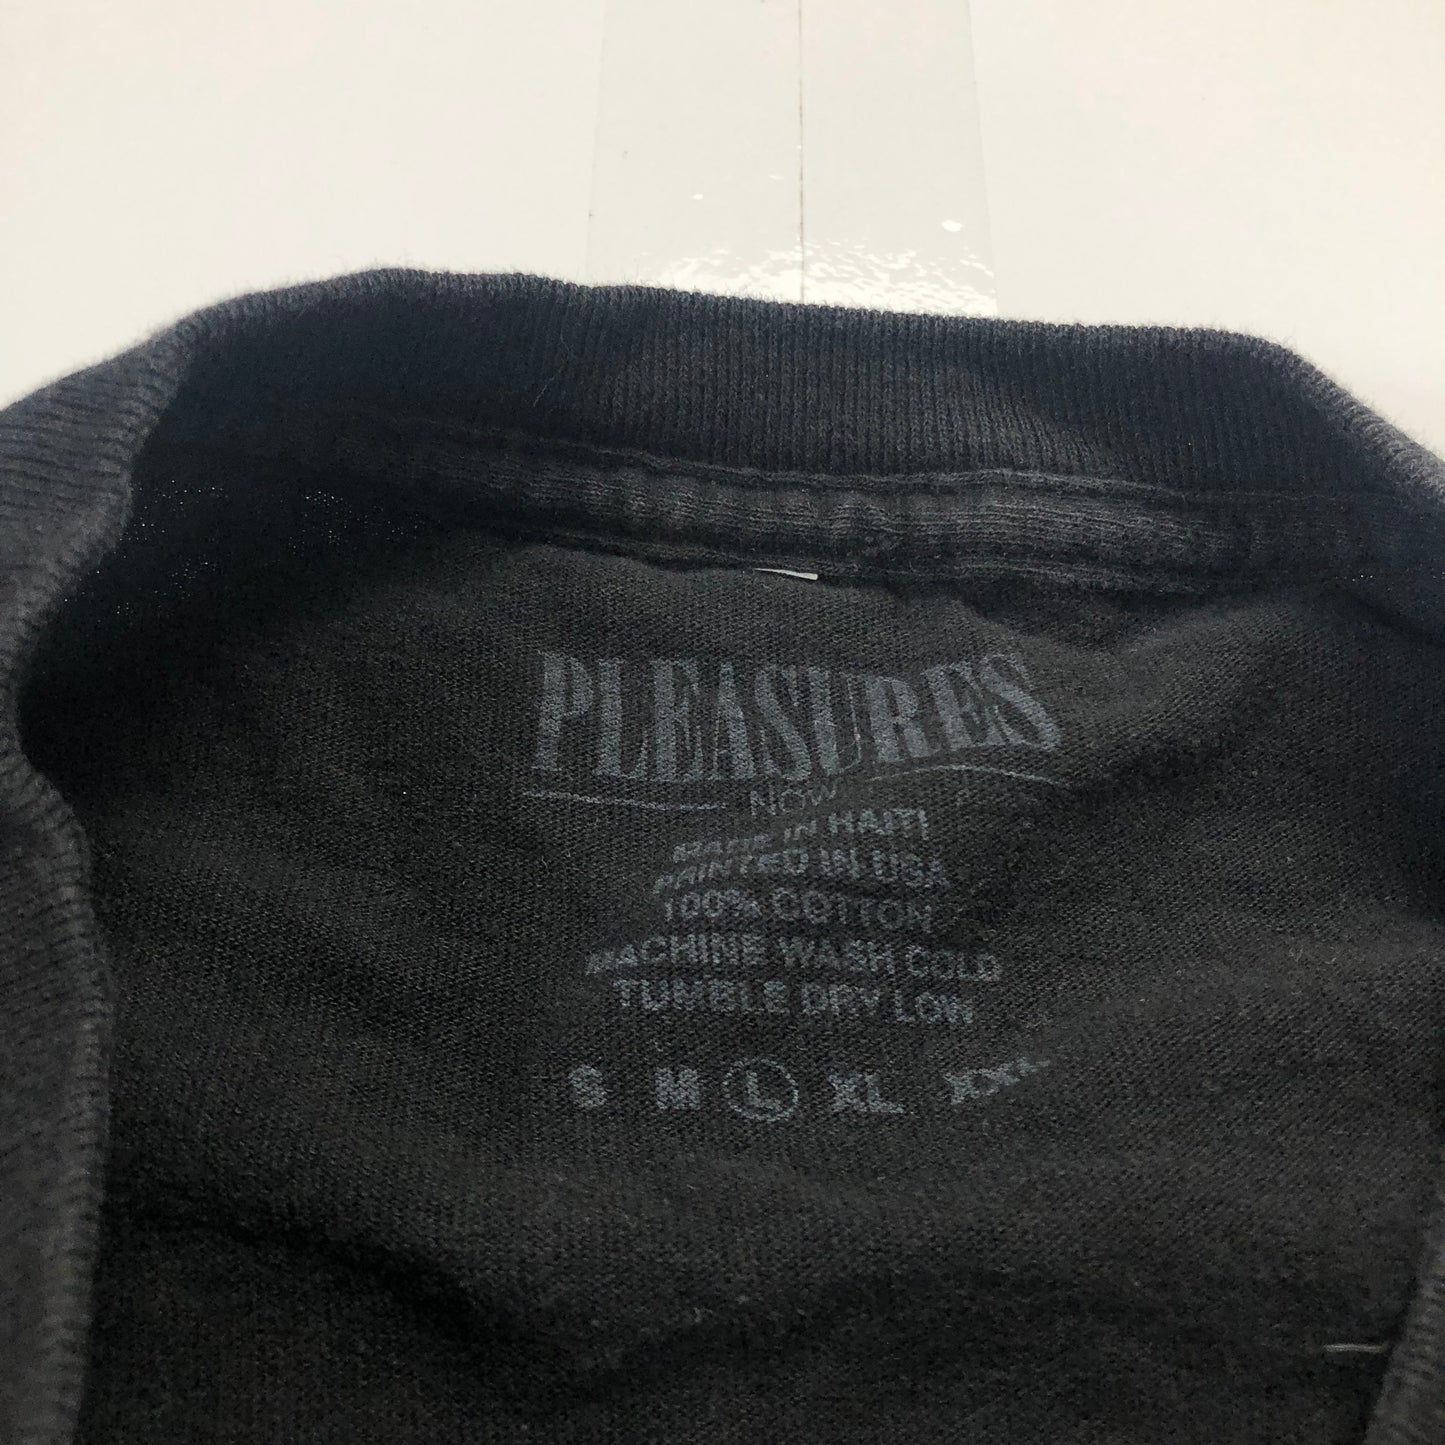 PLEASURES
NOW
MADE IN HAITI
PRINTED IN USA
100% COTTON
MACHINE WASH COLD
TUMBLE DRY LOW
S M L XL XXL